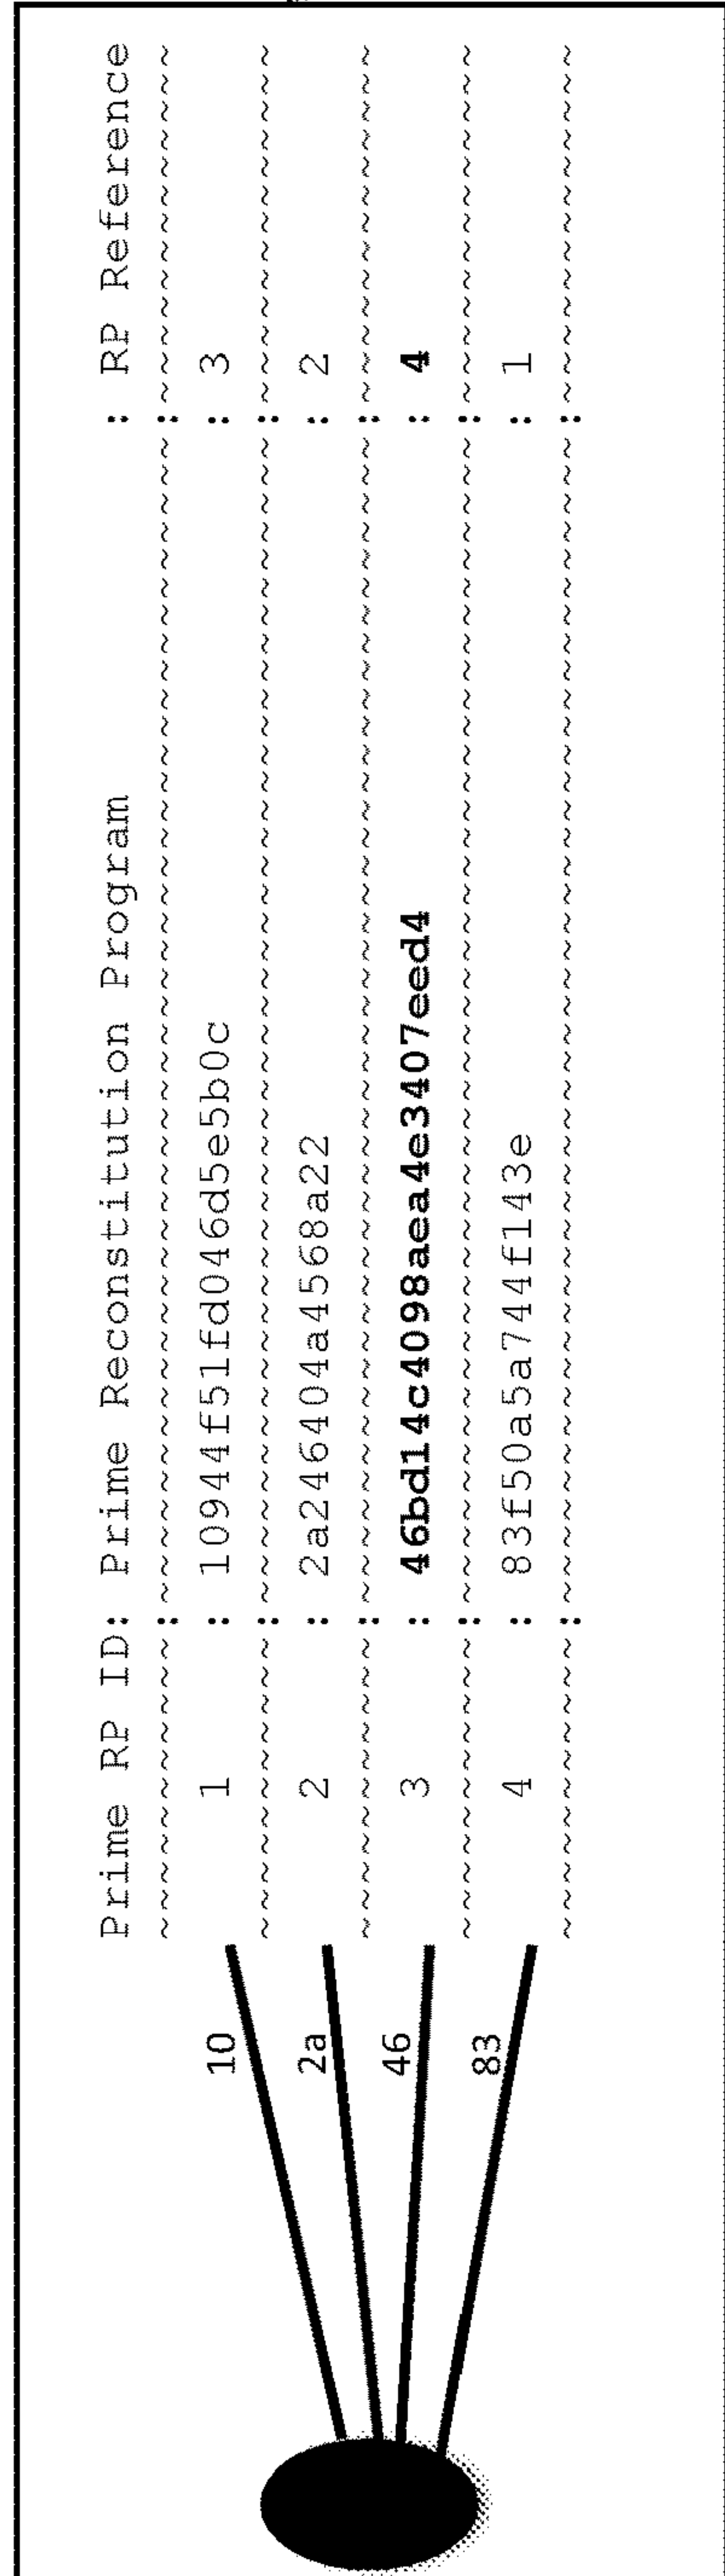 Prime RP ID: Prime Reconstitution Program : RP Reference
~~~~~~~~~~~:~~~~~~~~~~~~~~~~~~~~~~~~~~~~~~~~~~~~~~~~~~:~~~~~~~~~~~~~
10 1 : 10944f51fd046d5e5b0c : 3
~~~~~~~~~~~:~~~~~~~~~~~~~~~~~~~~~~~~~~~~~~~~~~~~~~~~~~:~~~~~~~~~~~~~
2a 2 : 2a246404a4568a22 : 2
~~~~~~~~~~~:~~~~~~~~~~~~~~~~~~~~~~~~~~~~~~~~~~~~~~~~~~:~~~~~~~~~~~~~
46 3 : 46bd14c4098aea4e3407eed4 : 4
~~~~~~~~~~~:~~~~~~~~~~~~~~~~~~~~~~~~~~~~~~~~~~~~~~~~~~:~~~~~~~~~~~~~
83 4 : 83f50a5a744f143e : 1
~~~~~~~~~~~:~~~~~~~~~~~~~~~~~~~~~~~~~~~~~~~~~~~~~~~~~~:~~~~~~~~~~~~~